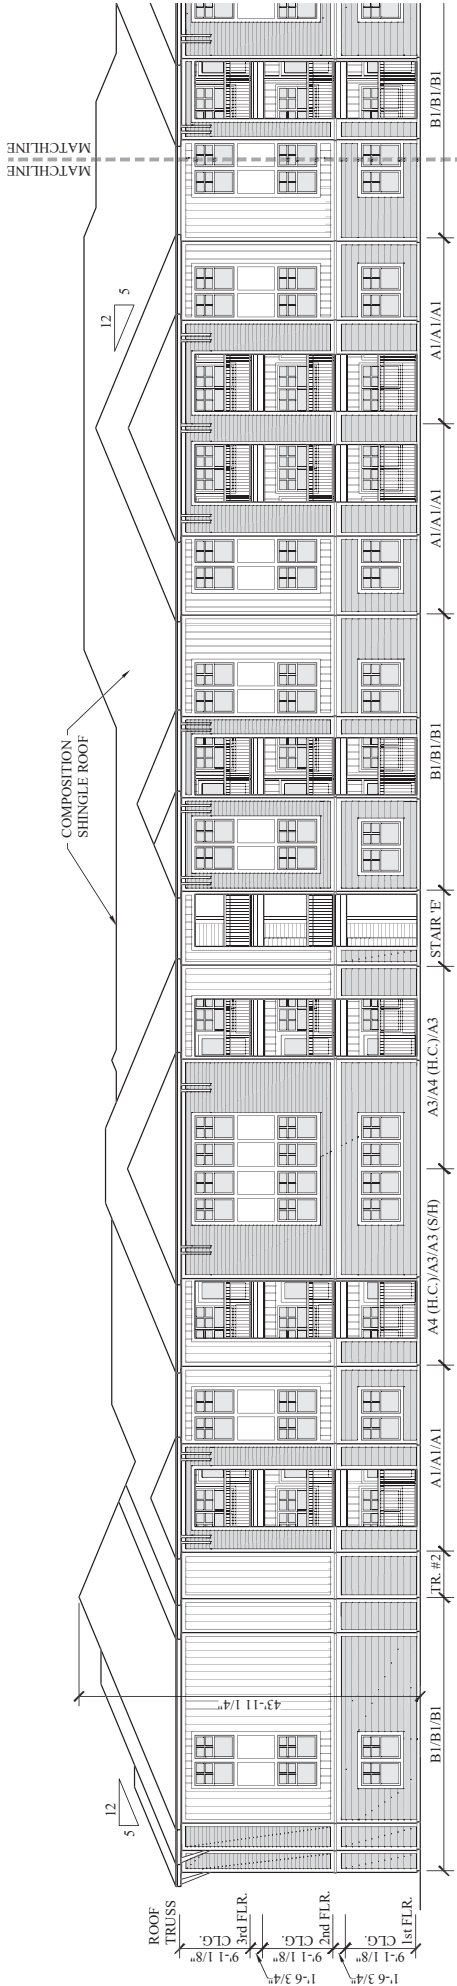 MATCHLINE
MATCHLINE
12
5
COMPOSITION
SHINGLE ROOF
12
5
43'-11 1/4"
B1/B1/B1
A1/A1/A1
A1/A1/A1
B1/B1/B1
STAIR 'E'
A3/A4 (H.C.)/A3
A4 (H.C.)/A3/A3 (S/H)
A1/A1/A1
TR. #2
B1/B1/B1
ROOF
TRUSS
CLG.
9'-1 1/8"
3rd FLR.
1'-6 3/4"
CLG.
9'-1 1/8"
2nd FLR.
1'-6 3/4"
CLG.
9'-1 1/8"
1st FLR.